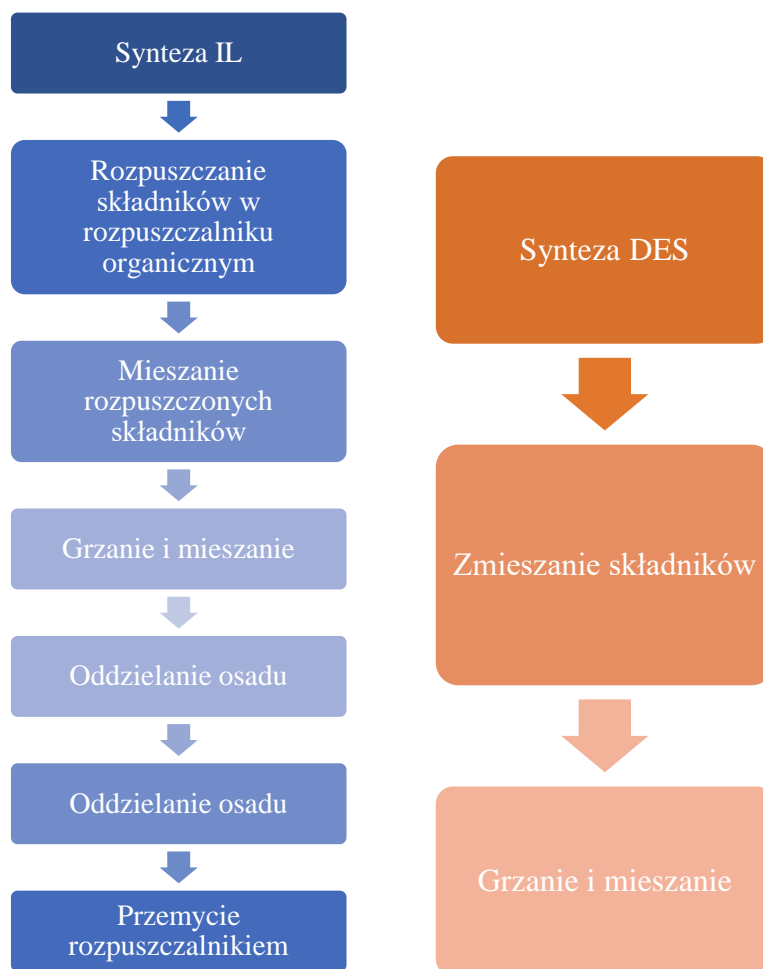 Synteza IL
Rozpuszczanie
składników w
rozpuszczalniku
organicznym
Mieszanie
rozpuszczonych
składników
Grzanie i mieszanie
Oddzielanie osadu
Oddzielanie osadu
Przemycie
rozpuszczalnikiem
Synteza DES
Zmieszanie składników
Grzanie i mieszanie